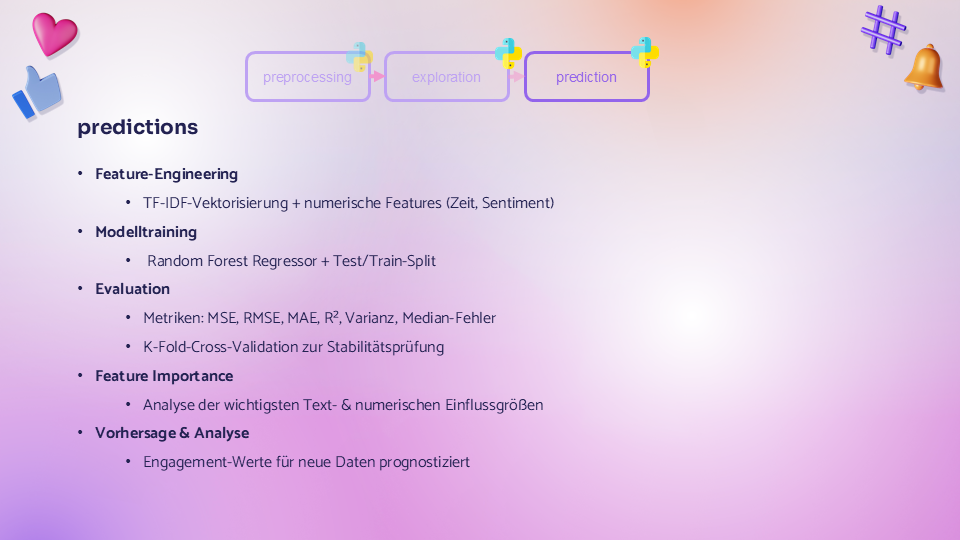 preprocessing
exploration
prediction
predictions
• Feature-Engineering
• TF-IDF-Vektorisierung + numerische Features (Zeit, Sentiment)
• Modelltraining
• Random Forest Regressor + Test/Train-Split
• Evaluation
• Metriken: MSE, RMSE, MAE, R², Varianz, Median-Fehler
• K-Fold-Cross-Validation zur Stabilitätsprüfung
• Feature Importance
• Analyse der wichtigsten Text- & numerischen Einflussgrößen
• Vorhersage & Analyse
• Engagement-Werte für neue Daten prognostiziert